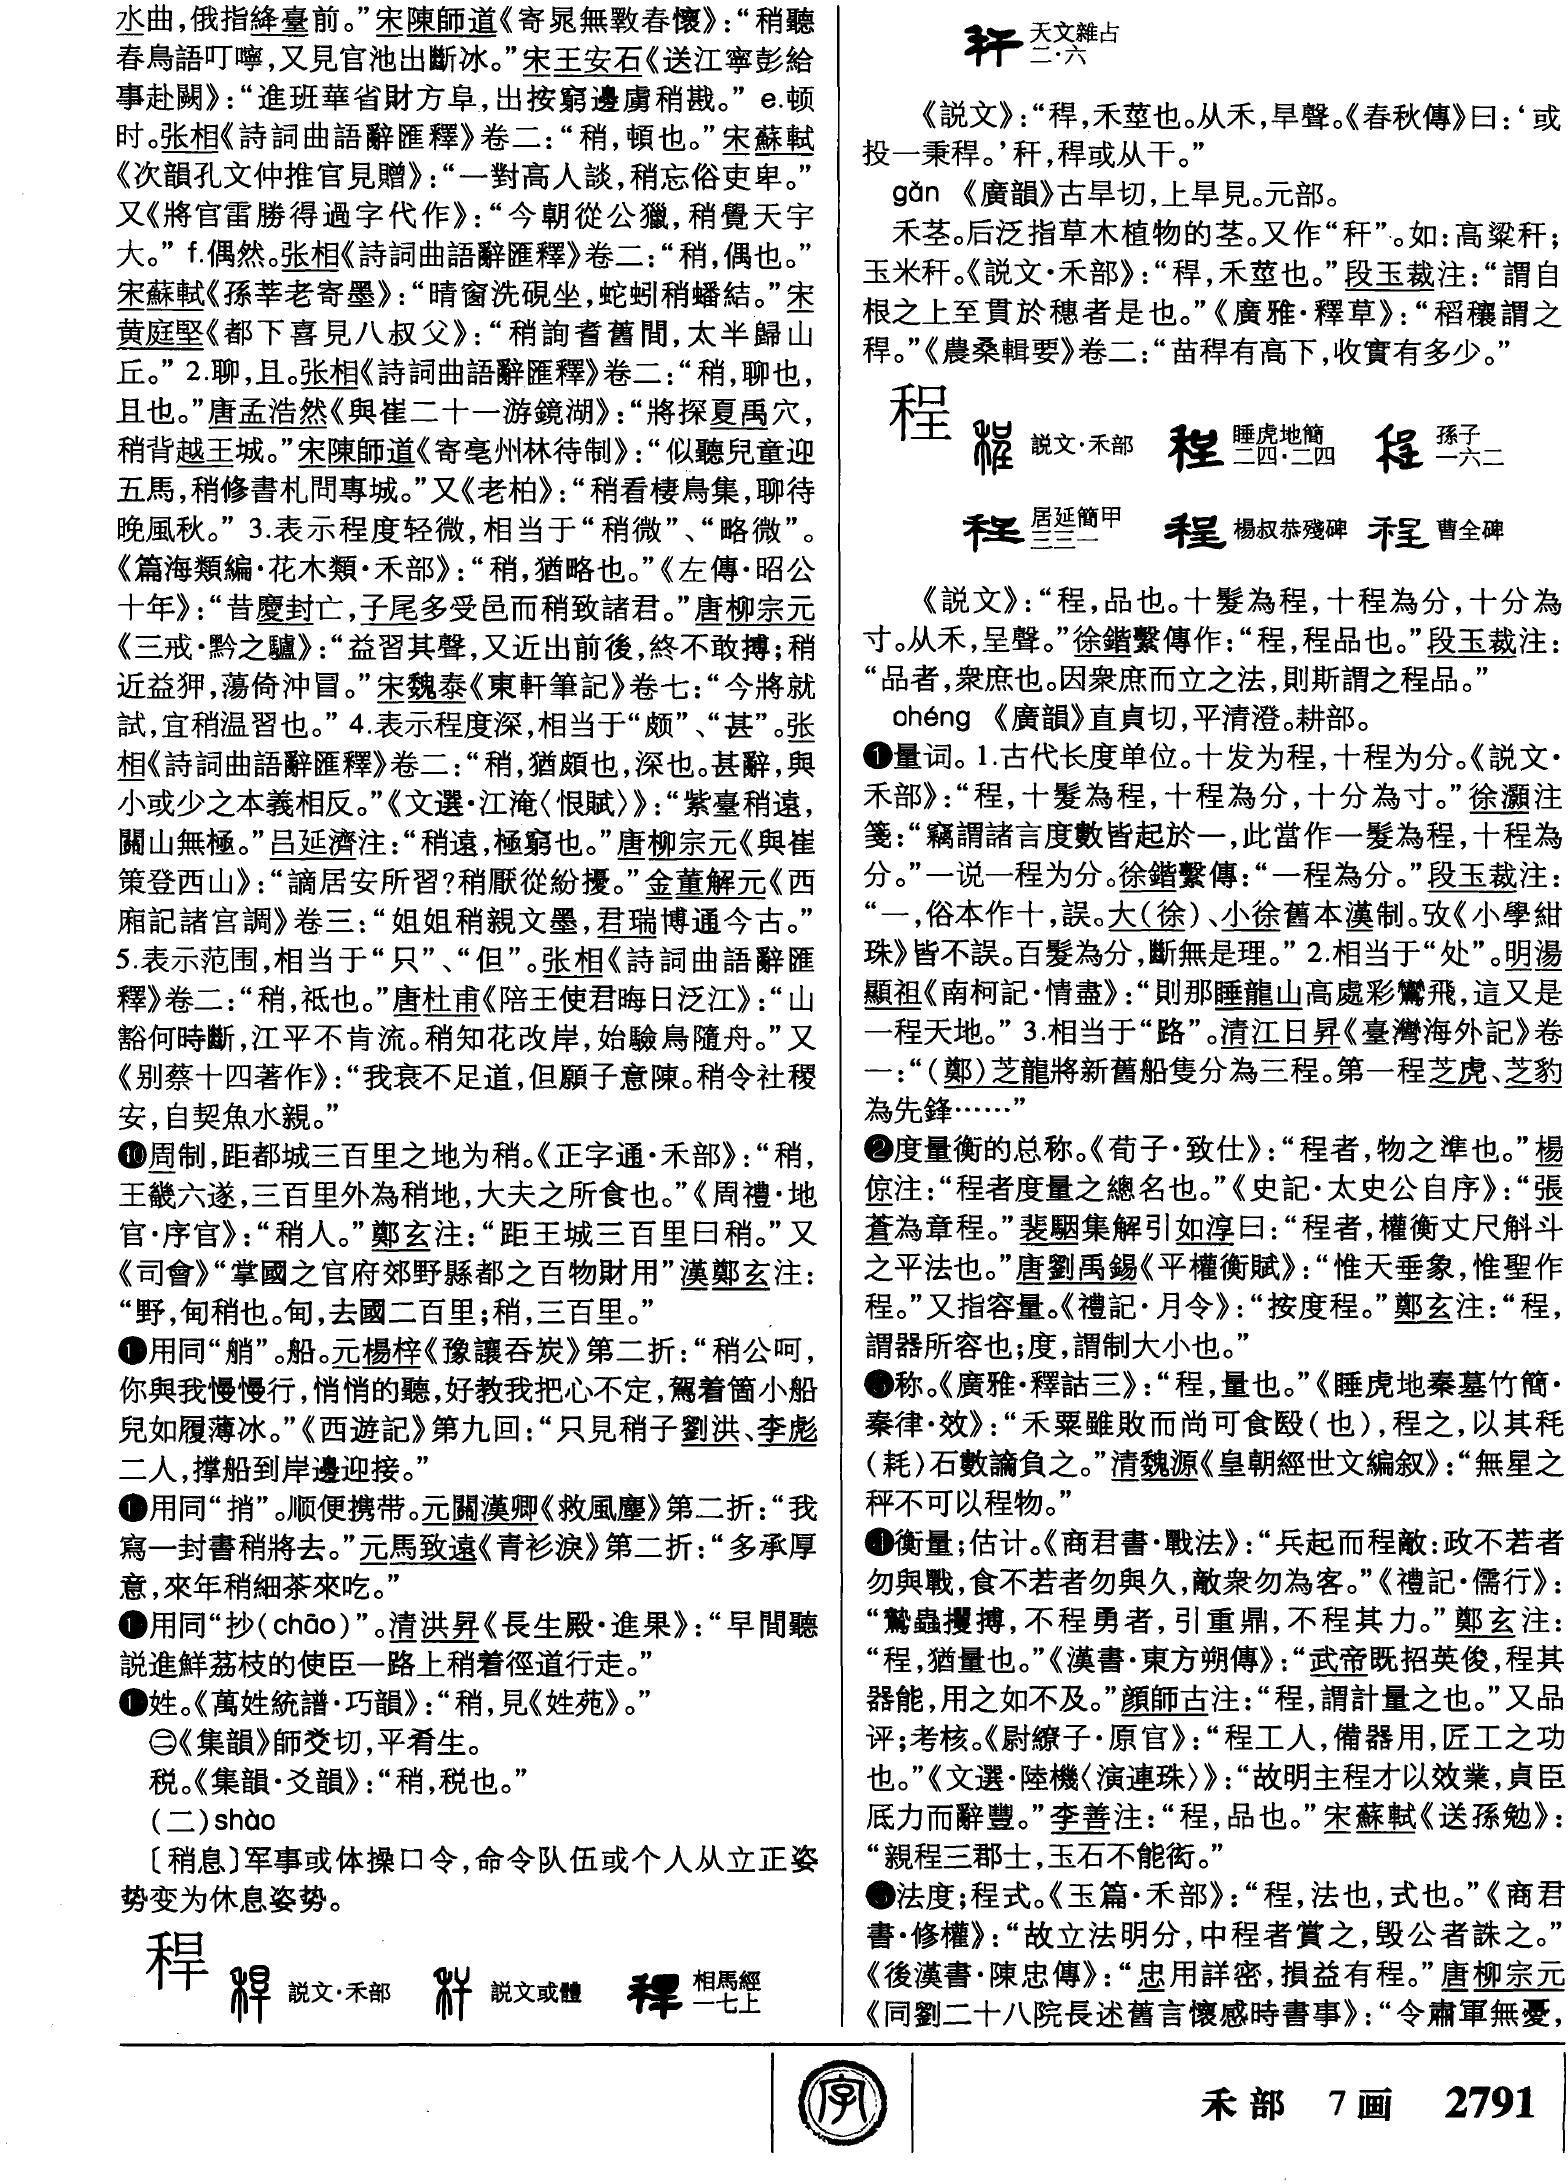 水曲，俄指絳臺前。”宋陳師道《寄晁無斁春懷》：“稍聽
春鳥語叮嚀，又見官池出斷冰。”宋王安石《送江寧彭給
事赴闕》：“進班華省財方阜，出按窮邊虜稍戡。” e.顿
时。张相《詩詞曲語辭匯釋》卷二：“稍，頓也。”宋蘇軾
《次韻孔文仲推官見贈》：“一對高人談，稍忘俗吏卑。”
又《將官雷勝得過字代作》：“今朝從公獵，稍覺天宇
大。” f.偶然。张相《詩詞曲語辭匯釋》卷二：“稍，偶也。”
宋蘇軾《孫莘老寄墨》：“晴窗洗硯坐，蛇蚓稍蟠結。”宋
黄庭堅《都下喜見八叔父》：“稍詢耆舊間，太半歸山
丘。” 2.聊，且。张相《詩詞曲語辭匯釋》卷二：“稍，聊也，
且也。”唐孟浩然《與崔二十一游鏡湖》：“將探夏禹穴，
稍背越王城。”宋陳師道《寄亳州林待制》：“似聽兒童迎
五馬，稍修書札問專城。”又《老柏》：“稍看棲鳥集，聊待
晚風秋。” 3.表示程度轻微，相当于“稍微”、“略微”。
《篇海類編·花木類·禾部》：“稍，猶略也。”《左傳·昭公
十年》：“昔慶封亡，子尾多受邑而稍致諸君。”唐柳宗元
《三戒·黔之驢》：“益習其聲，又近出前後，終不敢搏；稍
近益狎，蕩倚沖冒。”宋魏泰《東軒筆記》卷七：“今將就
試，宜稍温習也。” 4.表示程度深，相当于“颇”、“甚”。张
相《詩詞曲語辭匯釋》卷二：“稍，猶頗也，深也。甚辭，與
小或少之本義相反。”《文選·江淹〈恨賦〉》：“紫臺稍遠，
關山無極。”吕延濟注：“稍遠，極窮也。”唐柳宗元《與崔
策登西山》：“謫居安所習？稍厭從紛擾。”金董解元《西
廂記諸宮調》卷三：“姐姐稍親文墨，君瑞博通今古。”
5.表示范围，相当于“只”、“但”。张相《詩詞曲語辭匯
釋》卷二：“稍，衹也。”唐杜甫《陪王使君晦日泛江》：“山
豁何時斷，江平不肯流。稍知花改岸，始驗鳥隨舟。”又
《别蔡十四著作》：“我衰不足道，但願子意陳。稍令社稷
安，自契魚水親。”
❿周制，距都城三百里之地为稍。《正字通·禾部》：“稍，
王畿六遂，三百里外為稍地，大夫之所食也。”《周禮·地
官·序官》：“稍人。”鄭玄注：“距王城三百里曰稍。”又
《司會》“掌國之官府郊野縣都之百物財用”漢鄭玄注：
“野，甸稍也。甸，去國二百里；稍，三百里。”
❶用同“艄”。船。元楊梓《豫讓吞炭》第二折：“稍公呵，
你與我慢慢行，悄悄的聽，好教我把心不定，駕着箇小船
兒如履薄冰。”《西遊記》第九回：“只見稍子劉洪、李彪
二人，撑船到岸邊迎接。”
❶用同“捎”。顺便携带。元關漢卿《救風塵》第二折：“我
寫一封書稍將去。”元馬致遠《青衫淚》第二折：“多承厚
意，來年稍細茶來吃。”
❶用同“抄（chāo）”。清洪昇《長生殿·進果》：“早間聽
説進鮮荔枝的使臣一路上稍着徑道行走。”
❶姓。《萬姓統譜·巧韻》：“稍，見《姓苑》。”
㊁《集韻》師爻切，平肴生。
税。《集韻·爻韻》：“稍，税也。”
（二）shào
〔稍息〕军事或体操口令，命令队伍或个人从立正姿
势变为休息姿势。
稈 説文·禾部 説文或體 相馬經
一七上
天文雜占
二·六
《説文》：“稈，禾莖也。从禾，旱聲。《春秋傳》曰：‘或
投一秉稈。’秆，稈或从干。”
gǎn 《廣韻》古旱切，上旱見。元部。
禾茎。后泛指草木植物的茎。又作“秆”。如：高粱秆；
玉米秆。《説文·禾部》：“稈，禾莖也。”段玉裁注：“謂自
根之上至貫於穗者是也。”《廣雅·釋草》：“稻穰謂之
稈。”《農桑輯要》卷二：“苗稈有高下，收實有多少。”
程 説文·禾部 睡虎地簡
二四·二四 孫子
一六二
居延簡甲
三三一 楊叔恭殘碑 曹全碑
《説文》：“程，品也。十髮為程，十程為分，十分為
寸。从禾，呈聲。”徐鍇繫傳作：“程，程品也。”段玉裁注：
“品者，衆庶也。因衆庶而立之法，則斯謂之程品。”
chéng 《廣韻》直貞切，平清澄。耕部。
❶量词。1.古代长度单位。十发为程，十程为分。《説文·
禾部》：“程，十髮為程，十程為分，十分為寸。”徐灝注
箋：“竊謂諸言度數皆起於一，此當作一髮為程，十程為
分。”一说一程为分。徐鍇繫傳：“一程為分。”段玉裁注：
“一，俗本作十，誤。大（徐）、小徐舊本漢制。攷《小學紺
珠》皆不誤。百髮為分，斷無是理。” 2.相当于“处”。明湯
顯祖《南柯記·情盡》：“則那睡龍山高處彩鸞飛，這又是
一程天地。” 3.相当于“路”。清江日昇《臺灣海外記》卷
一：“（鄭）芝龍將新舊船隻分為三程。第一程芝虎、芝豹
為先鋒……”
❷度量衡的总称。《荀子·致仕》：“程者，物之準也。”楊
倞注：“程者度量之總名也。”《史記·太史公自序》：“張
蒼為章程。”裴駰集解引如淳曰：“程者，權衡丈尺斛斗
之平法也。”唐劉禹錫《平權衡賦》：“惟天垂象，惟聖作
程。”又指容量。《禮記·月令》：“按度程。”鄭玄注：“程，
謂器所容也；度，謂制大小也。”
❸称。《廣雅·釋詁三》：“程，量也。”《睡虎地秦墓竹簡·
秦律·效》：“禾粟雖敗而尚可食殹（也），程之，以其秏
（耗）石數論負之。”清魏源《皇朝經世文編叙》：“無星之
秤不可以程物。”
❹衡量；估计。《商君書·戰法》：“兵起而程敵：政不若者
勿與戰，食不若者勿與久，敵衆勿為客。”《禮記·儒行》：
“鷙蟲攫搏，不程勇者，引重鼎，不程其力。”鄭玄注：
“程，猶量也。”《漢書·東方朔傳》：“武帝既招英俊，程其
器能，用之如不及。”顔師古注：“程，謂計量之也。”又品
评；考核。《尉繚子·原官》：“程工人，備器用，匠工之功
也。”《文選·陸機〈演連珠〉》：“故明主程才以效業，貞臣
厎力而辭豐。”李善注：“程，品也。”宋蘇軾《送孫勉》：
“親程三郡士，玉石不能衒。”
❺法度；程式。《玉篇·禾部》：“程，法也，式也。”《商君
書·修權》：“故立法明分，中程者賞之，毁公者誅之。”
《後漢書·陳忠傳》：“忠用詳密，損益有程。”唐柳宗元
《同劉二十八院長述舊言懷感時書事》：“令肅軍無憂，
字
禾部 7画 2791